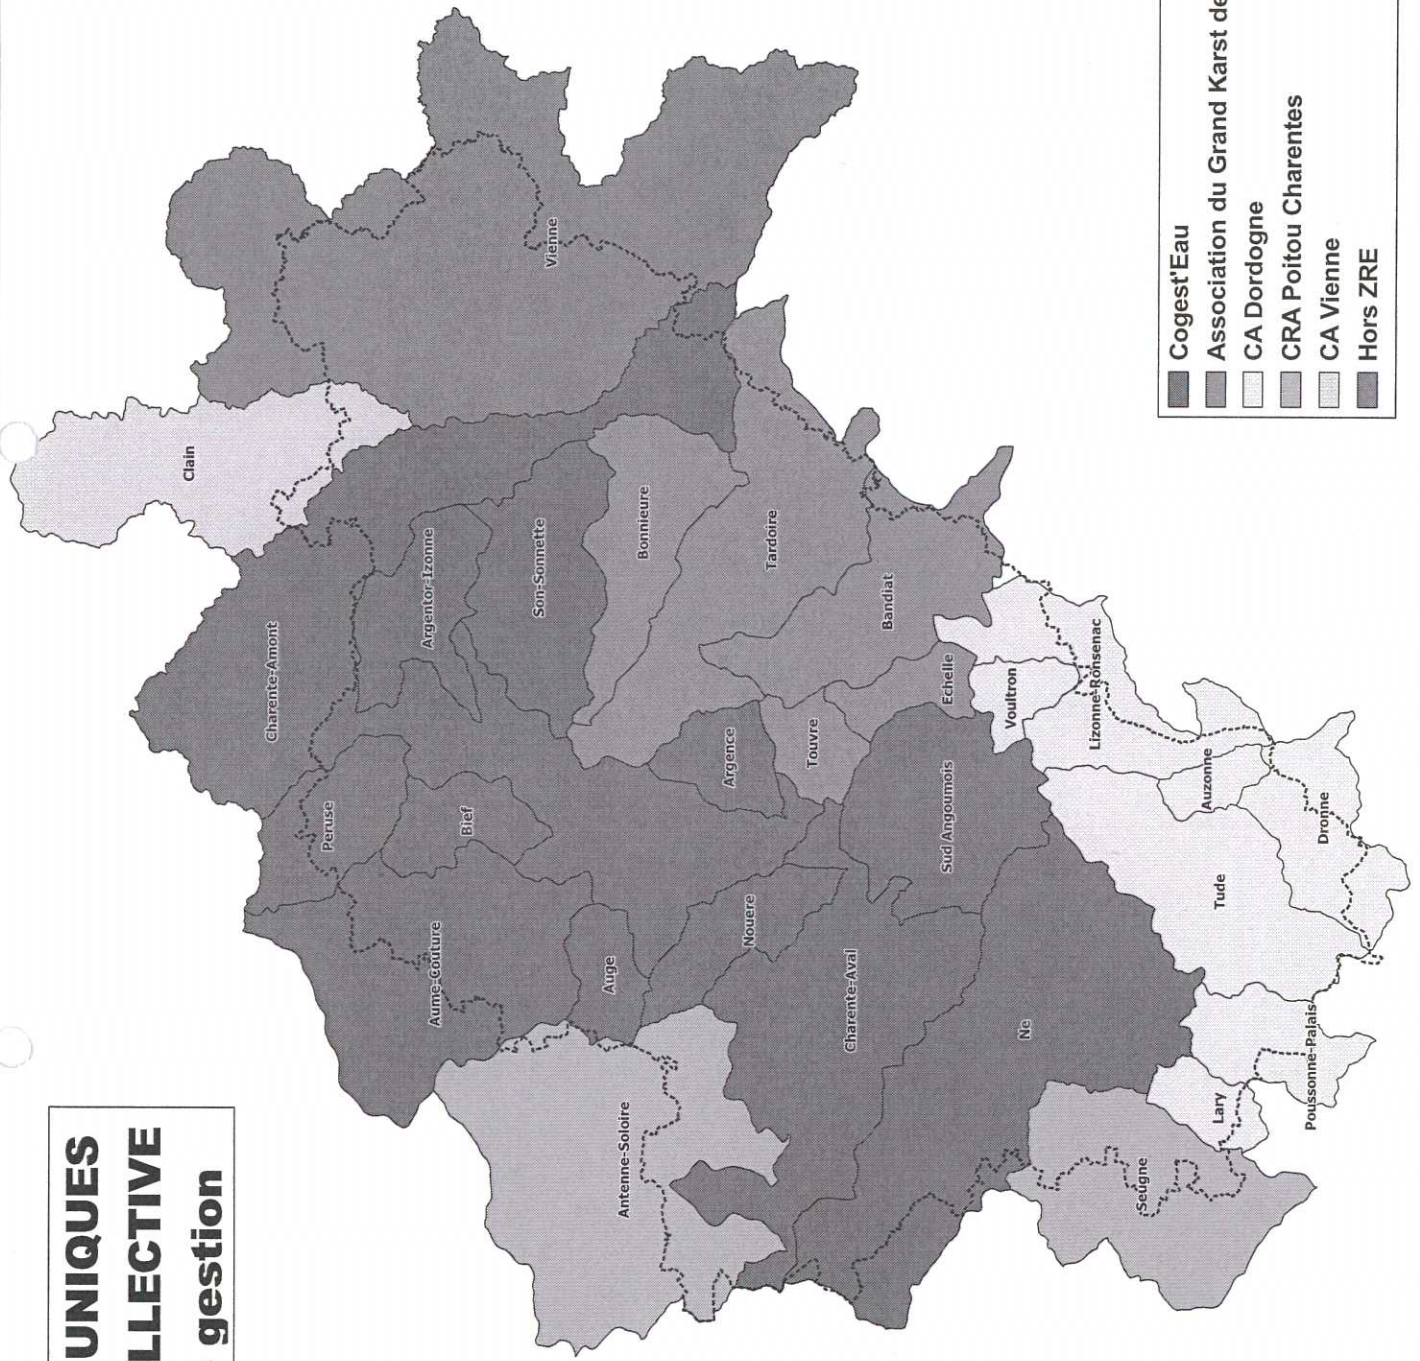 UNIQUES
LLECTIVE
gestion
Clain
Vienne
Charente-Amont
Argentor-Izonne
Son-Sonnette
Bonnieure
Tardoire
Bandiat
Peruse
Bief
Argence
Touvre
Echelle
Voultron
Lizonne-Ronsenac
Aume-Couture
Auge
Nouere
Sud Angoumois
Auzonne
Dronne
Tude
Charente-Aval
Ne
Antenne-Soloire
Seugne
Lary
Poussonne-Palais
Cogest'Eau
Association du Grand Karst de
CA Dordogne
CRA Poitou Charentes
CA Vienne
Hors ZRE